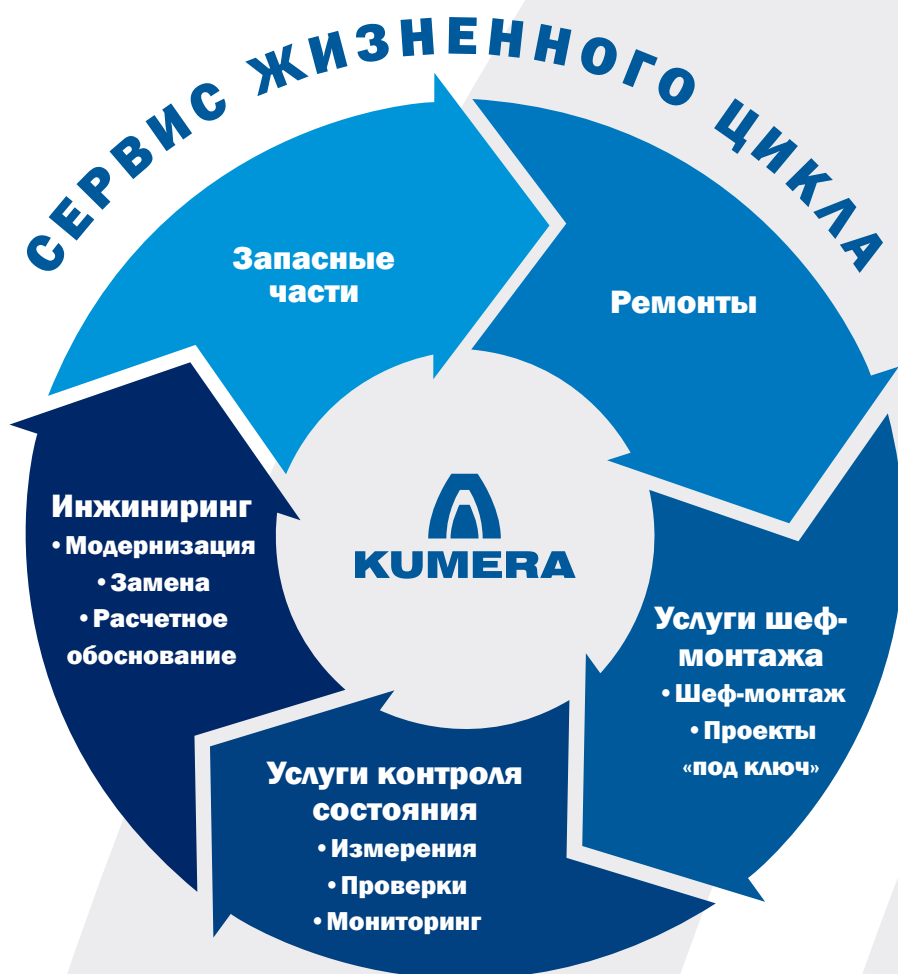 СЕРВИС ЖИЗНЕННОГО ЦИКЛА
Запасные
части
Ремонты
Услуги шеф-
монтажа
• Шеф-монтаж
• Проекты
«под ключ»
Услуги контроля
состояния
• Измерения
• Проверки
• Мониторинг
Инжиниринг
• Модернизация
• Замена
• Расчетное
обоснование
KUMERA